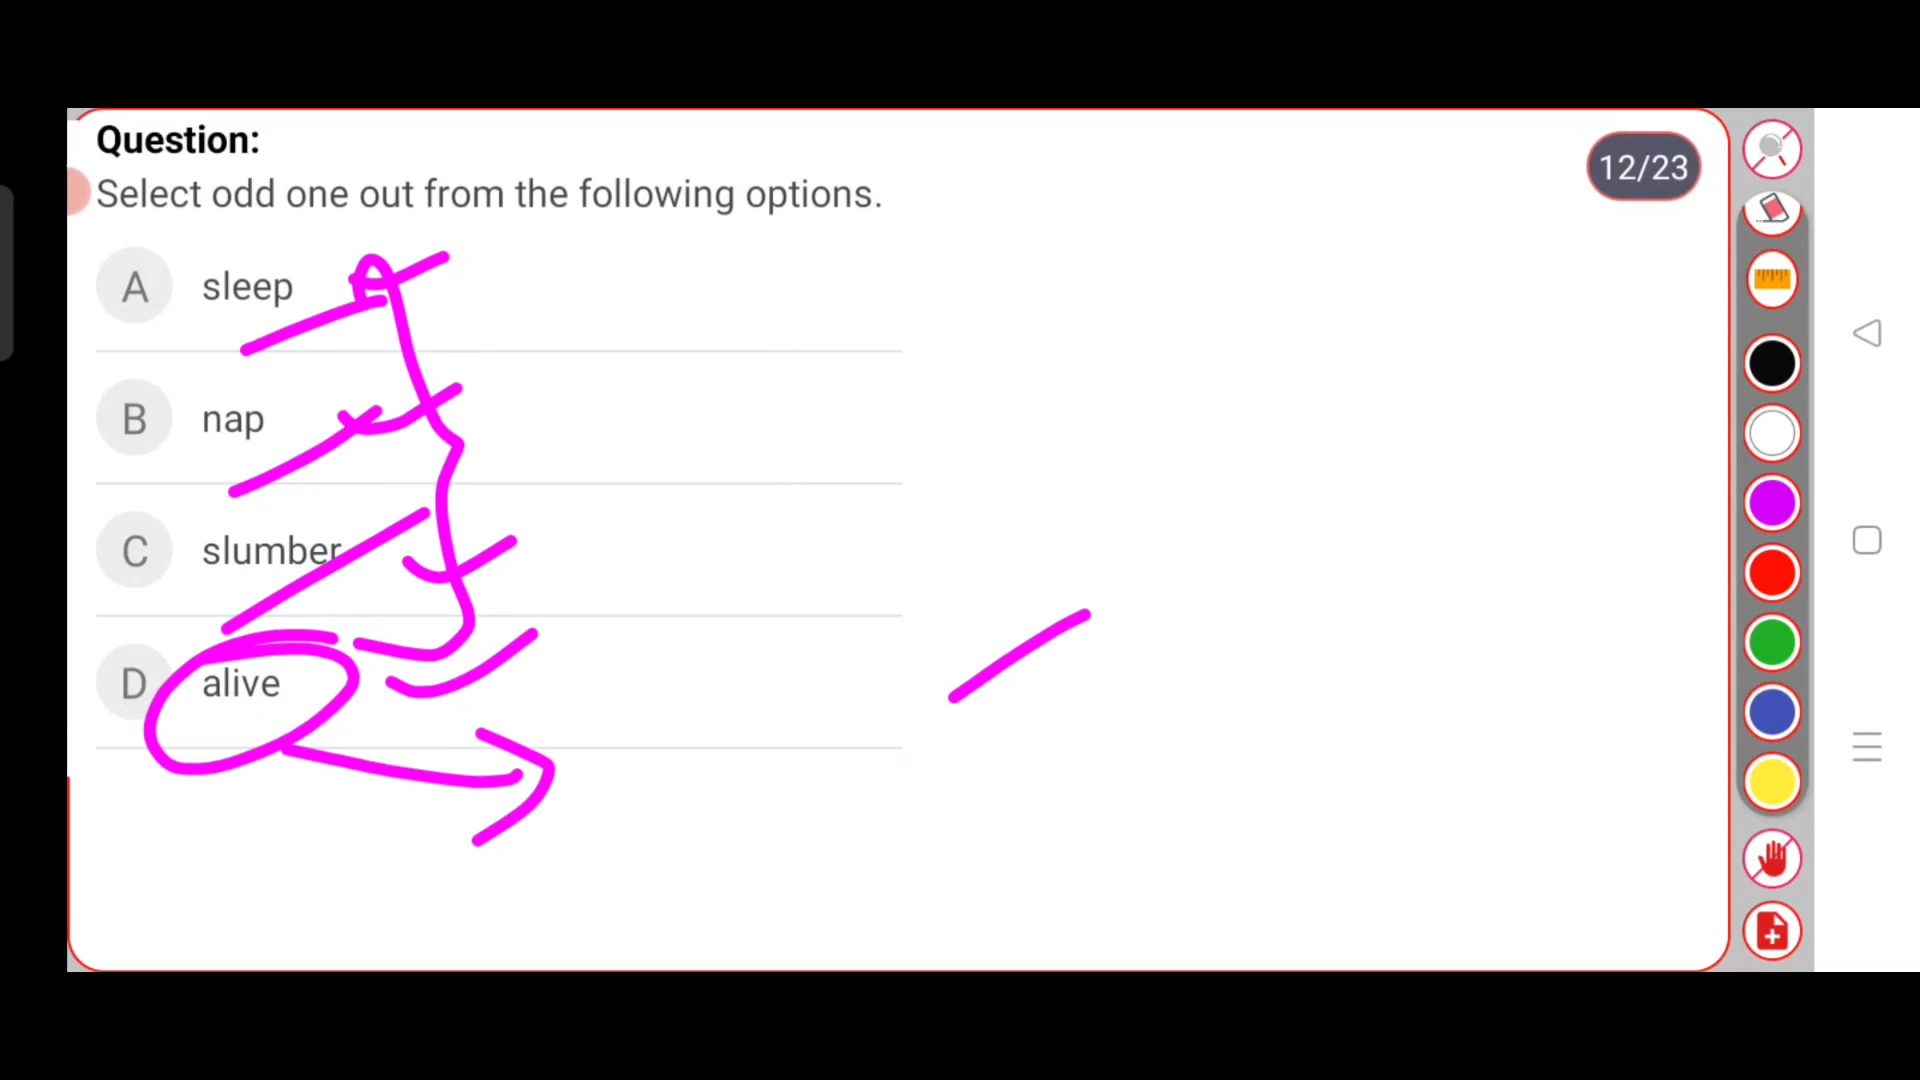 Question:
12/23
Select odd one out from the following options.
A sleep
B nap
C slumber
D alive